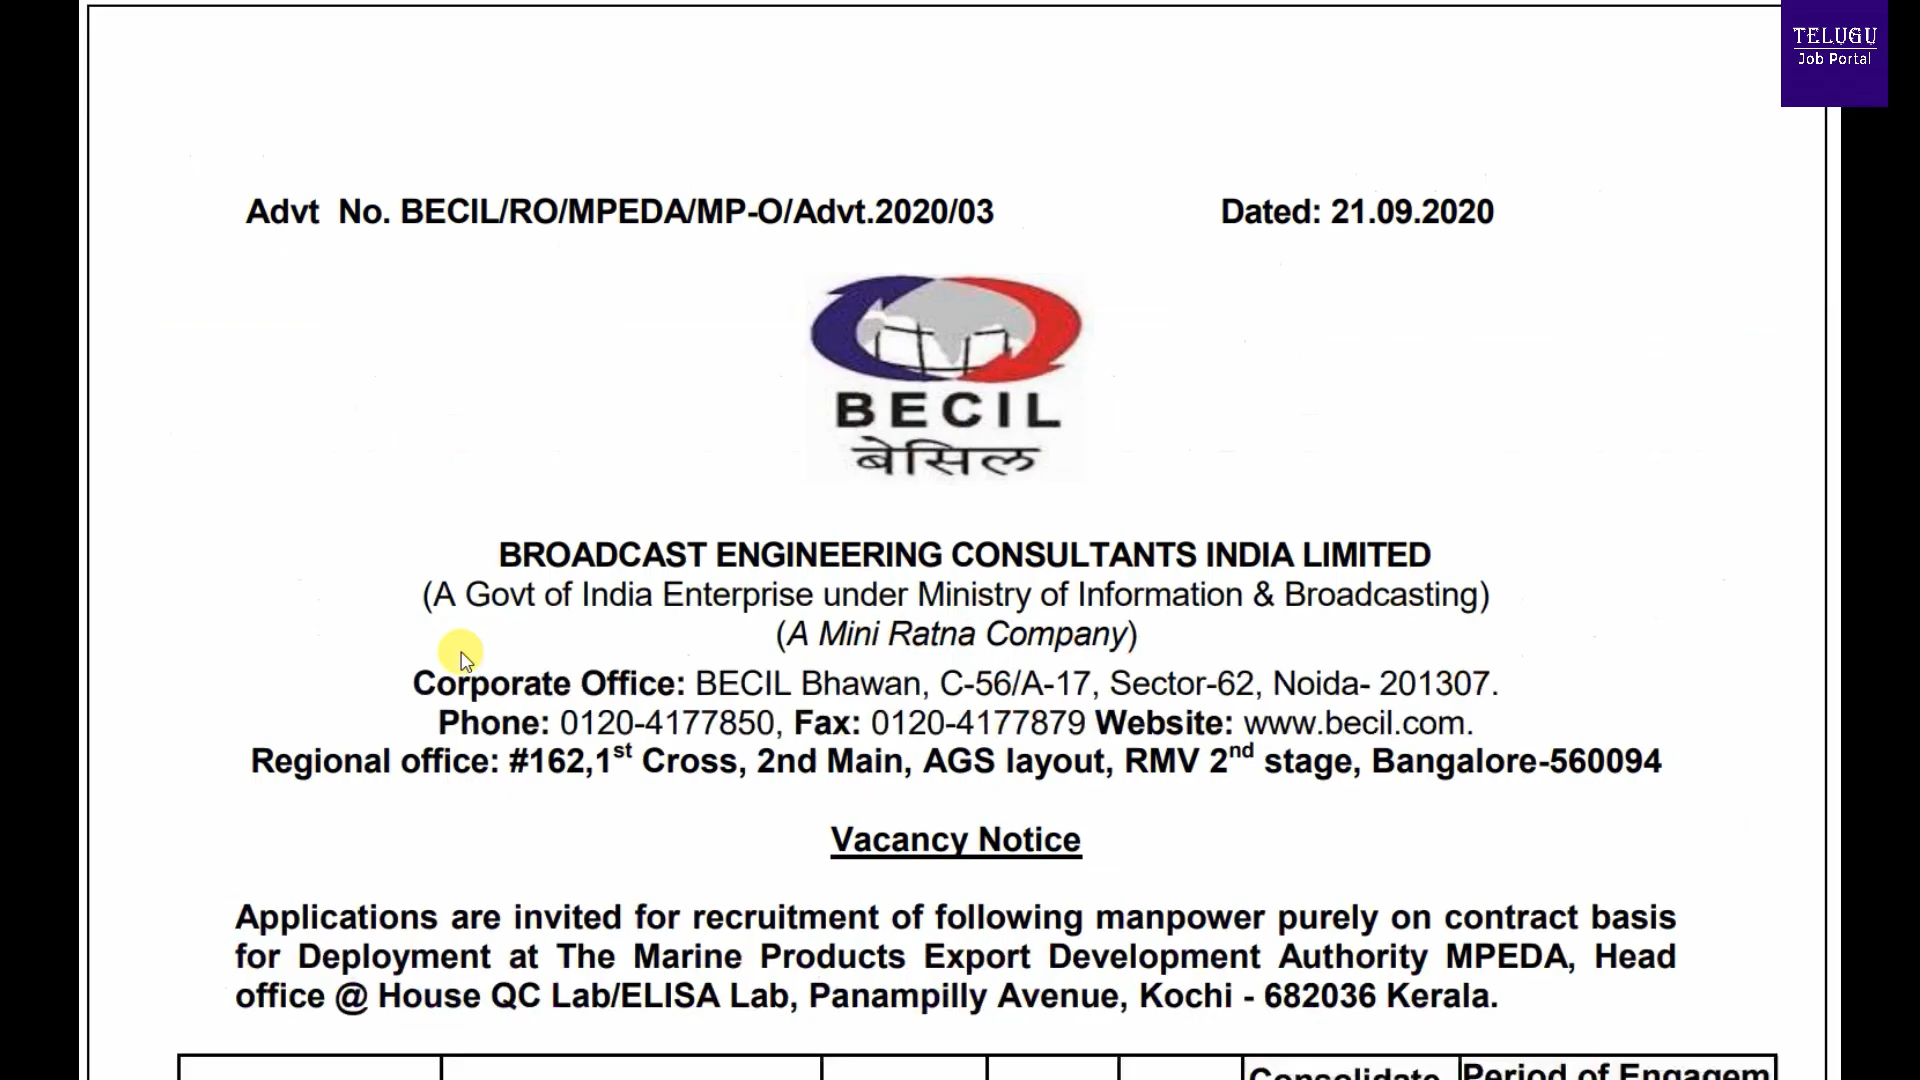 TELUGU
Job Portal
Advt No. BECIL/RO/MPEDA/MP-O/Advt.2020/03 Dated: 21.09.2020
BECIL
बेसिल
BROADCAST ENGINEERING CONSULTANTS INDIA LIMITED
(A Govt of India Enterprise under Ministry of Information & Broadcasting)
(A Mini Ratna Company)
Corporate Office: BECIL Bhawan, C-56/A-17, Sector-62, Noida- 201307.
Phone: 0120-4177850, Fax: 0120-4177879 Website: www.becil.com.
Regional office: #162,1st Cross, 2nd Main, AGS layout, RMV 2nd stage, Bangalore-560094
Vacancy Notice
Applications are invited for recruitment of following manpower purely on contract basis
for Deployment at The Marine Products Export Development Authority MPEDA, Head
office @ House QC Lab/ELISA Lab, Panampilly Avenue, Kochi - 682036 Kerala.
Consolidate Period of Engagem